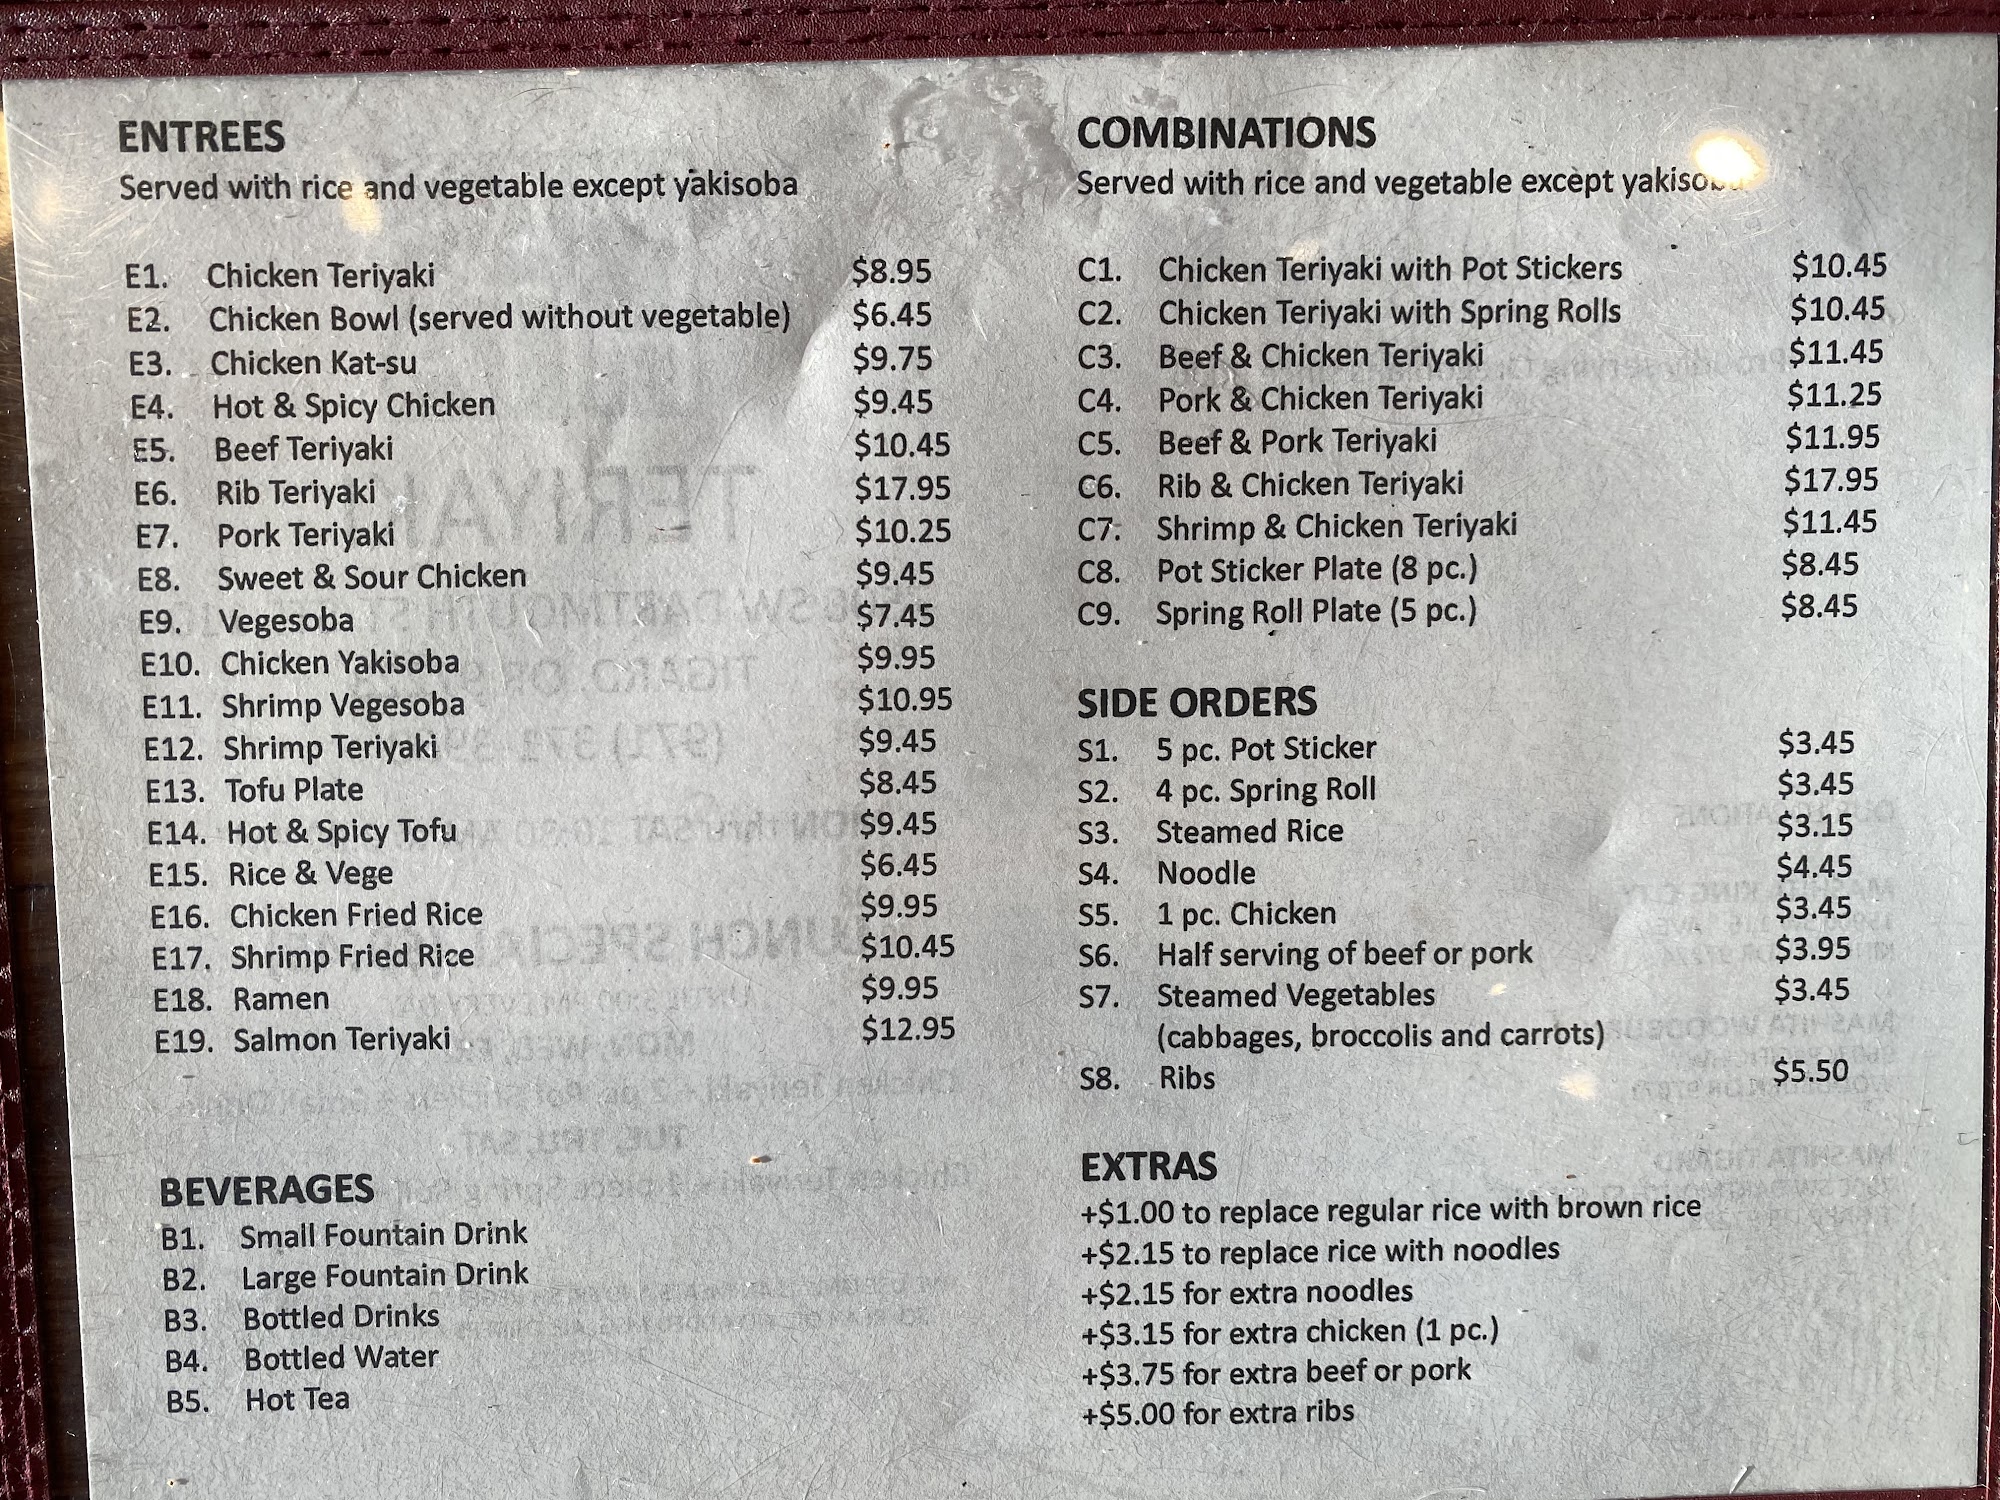 ENTREES
Served with rice and vegetable except yakisoba
E1. Chicken Teriyaki $8.95
E2. Chicken Bowl (served without vegetable) $6.45
E3. Chicken Kat-su $9.75
E4. Hot & Spicy Chicken $9.45
E5. Beef Teriyaki $10.45
E6. Rib Teriyaki $17.95
E7. Pork Teriyaki $10.25
E8. Sweet & Sour Chicken $9.45
E9. Vegesoba $7.45
E10. Chicken Yakisoba $9.95
E11. Shrimp Vegesoba $10.95
E12. Shrimp Teriyaki $9.45
E13. Tofu Plate $8.45
E14. Hot & Spicy Tofu $9.45
E15. Rice & Vege $6.45
E16. Chicken Fried Rice $9.95
E17. Shrimp Fried Rice $10.45
E18. Ramen $9.95
E19. Salmon Teriyaki $12.95
BEVERAGES
B1. Small Fountain Drink
B2. Large Fountain Drink
B3. Bottled Drinks
B4. Bottled Water
B5. Hot Tea
COMBINATIONS
Served with rice and vegetable except yakisoba
C1. Chicken Teriyaki with Pot Stickers $10.45
C2. Chicken Teriyaki with Spring Rolls $10.45
C3. Beef & Chicken Teriyaki $11.45
C4. Pork & Chicken Teriyaki $11.25
C5. Beef & Pork Teriyaki $11.95
C6. Rib & Chicken Teriyaki $17.95
C7. Shrimp & Chicken Teriyaki $11.45
C8. Pot Sticker Plate (8 pc.) $8.45
C9. Spring Roll Plate (5 pc.) $8.45
SIDE ORDERS
S1. 5 pc. Pot Sticker $3.45
S2. 4 pc. Spring Roll $3.45
S3. Steamed Rice $3.15
S4. Noodle $4.45
S5. 1 pc. Chicken $3.45
S6. Half serving of beef or pork $3.95
S7. Steamed Vegetables $3.45
(cabbages, broccolis and carrots)
S8. Ribs $5.50
EXTRAS
+$1.00 to replace regular rice with brown rice
+$2.15 to replace rice with noodles
+$2.15 for extra noodles
+$3.15 for extra chicken (1 pc.)
+$3.75 for extra beef or pork
+$5.00 for extra ribs